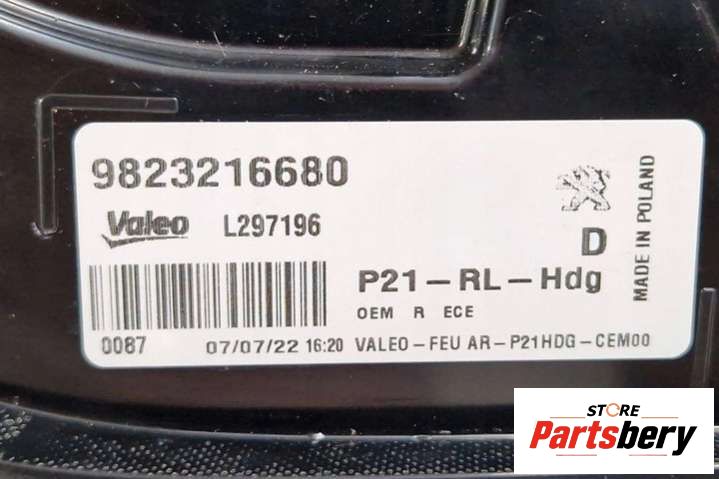 9823216680
Valeo L297196
D
MADE IN POLAND
P21-RL-Hdg
OEM R ECE
0087 07/07/22 16:20 VALEO-FEU AR-P21HDG-CEM00
STORE
Partsbery